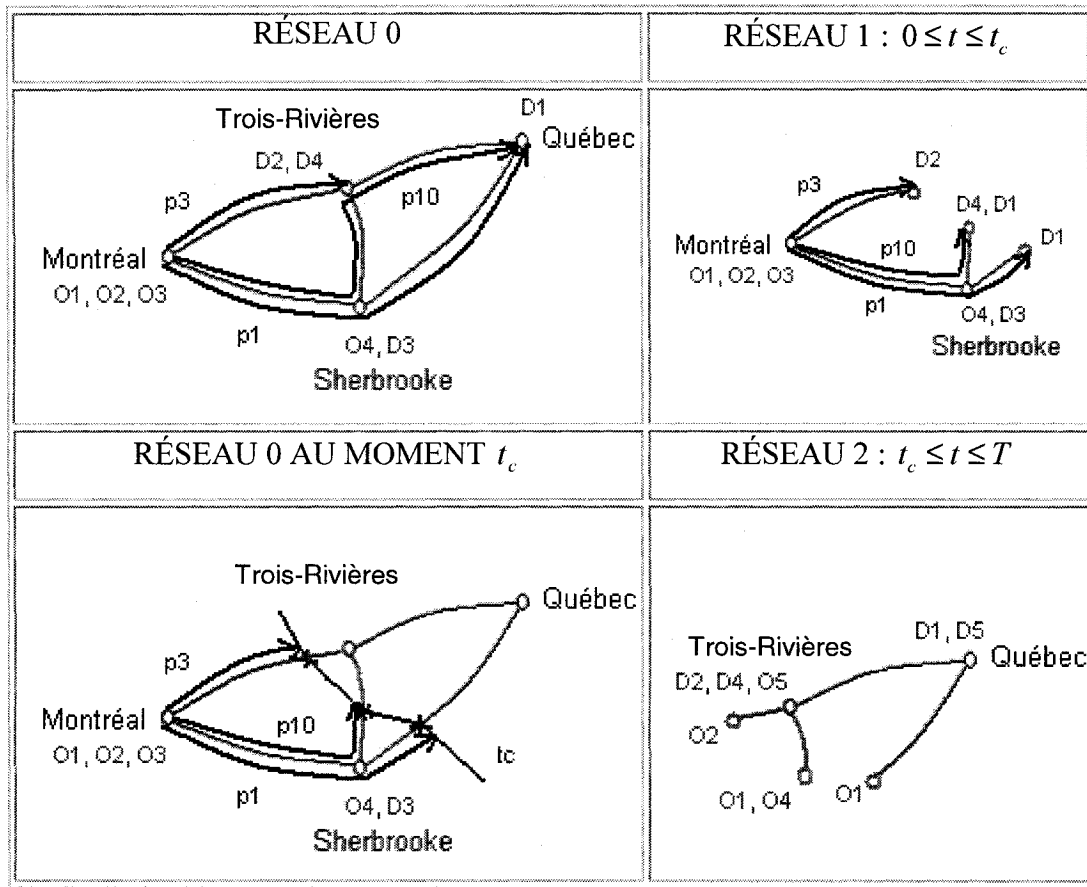 RÉSEAU 0
RÉSEAU 1 : 0 ≤ t ≤ t_c
Trois-Rivières
D2, D4
D1
Québec
p3
p10
Montréal
O1, O2, O3
p1
O4, D3
Sherbrooke
D2
p3
D4, D1
Montréal
O1, O2, O3
p10
D1
p1
O4, D3
Sherbrooke
RÉSEAU 0 AU MOMENT t_c
RÉSEAU 2 : t_c ≤ t ≤ T
Trois-Rivières
Québec
p3
Montréal
O1, O2, O3
p10
p1
tc
O4, D3
Sherbrooke
D1, D5
Québec
Trois-Rivières
D2, D4, O5
O2
O1, O4
O1